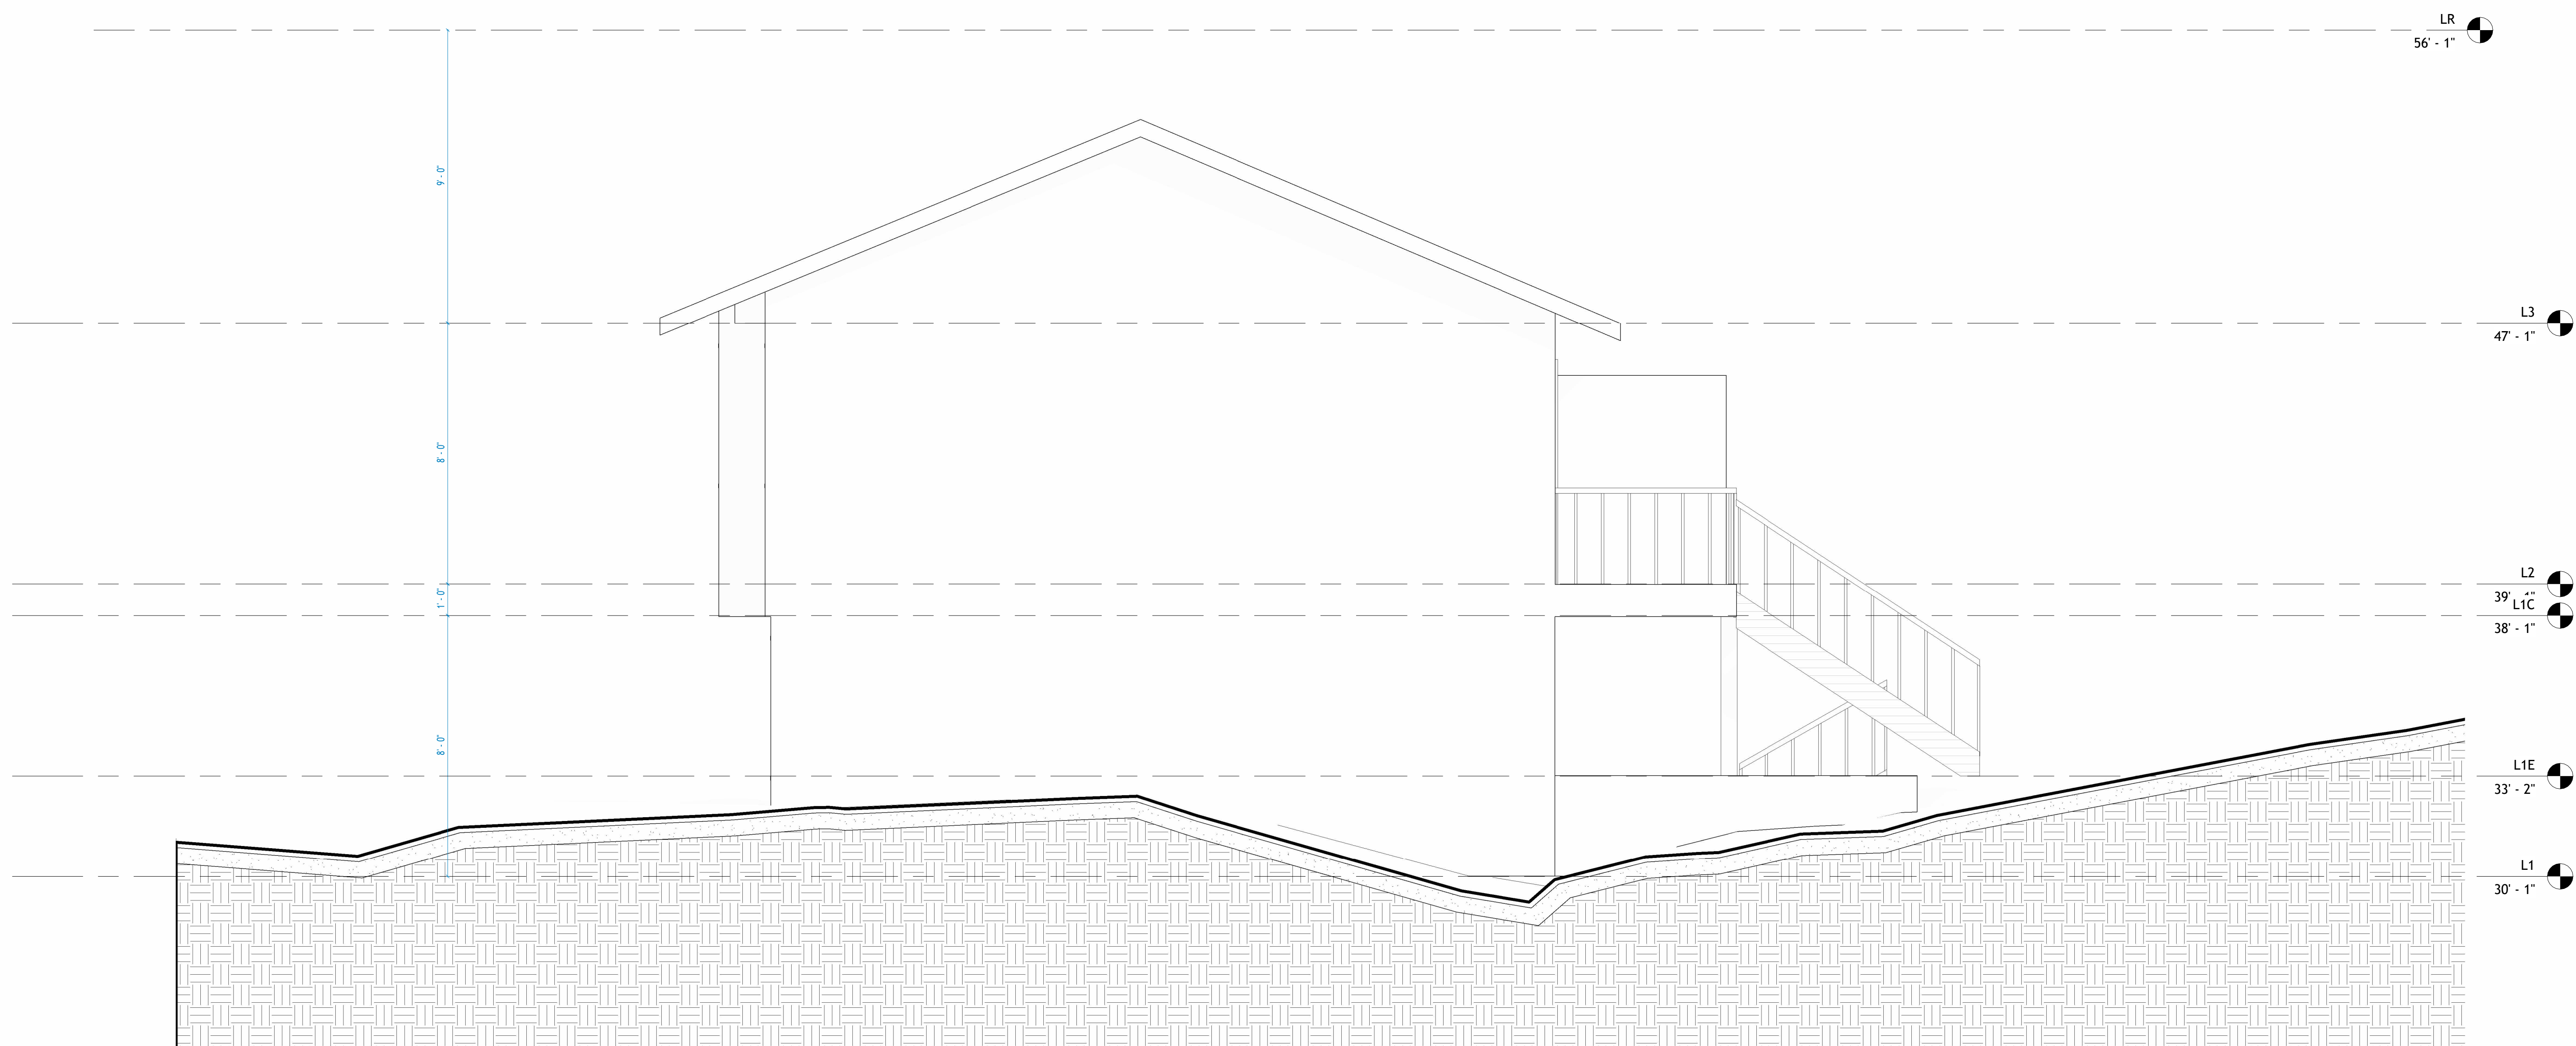 LR
56' - 1"
9' - 0"
L3
47' - 1"
8' - 0"
L2
39'
1' - 0"
L1C
38' - 1"
8' - 0"
L1E
33' - 2"
L1
30' - 1"